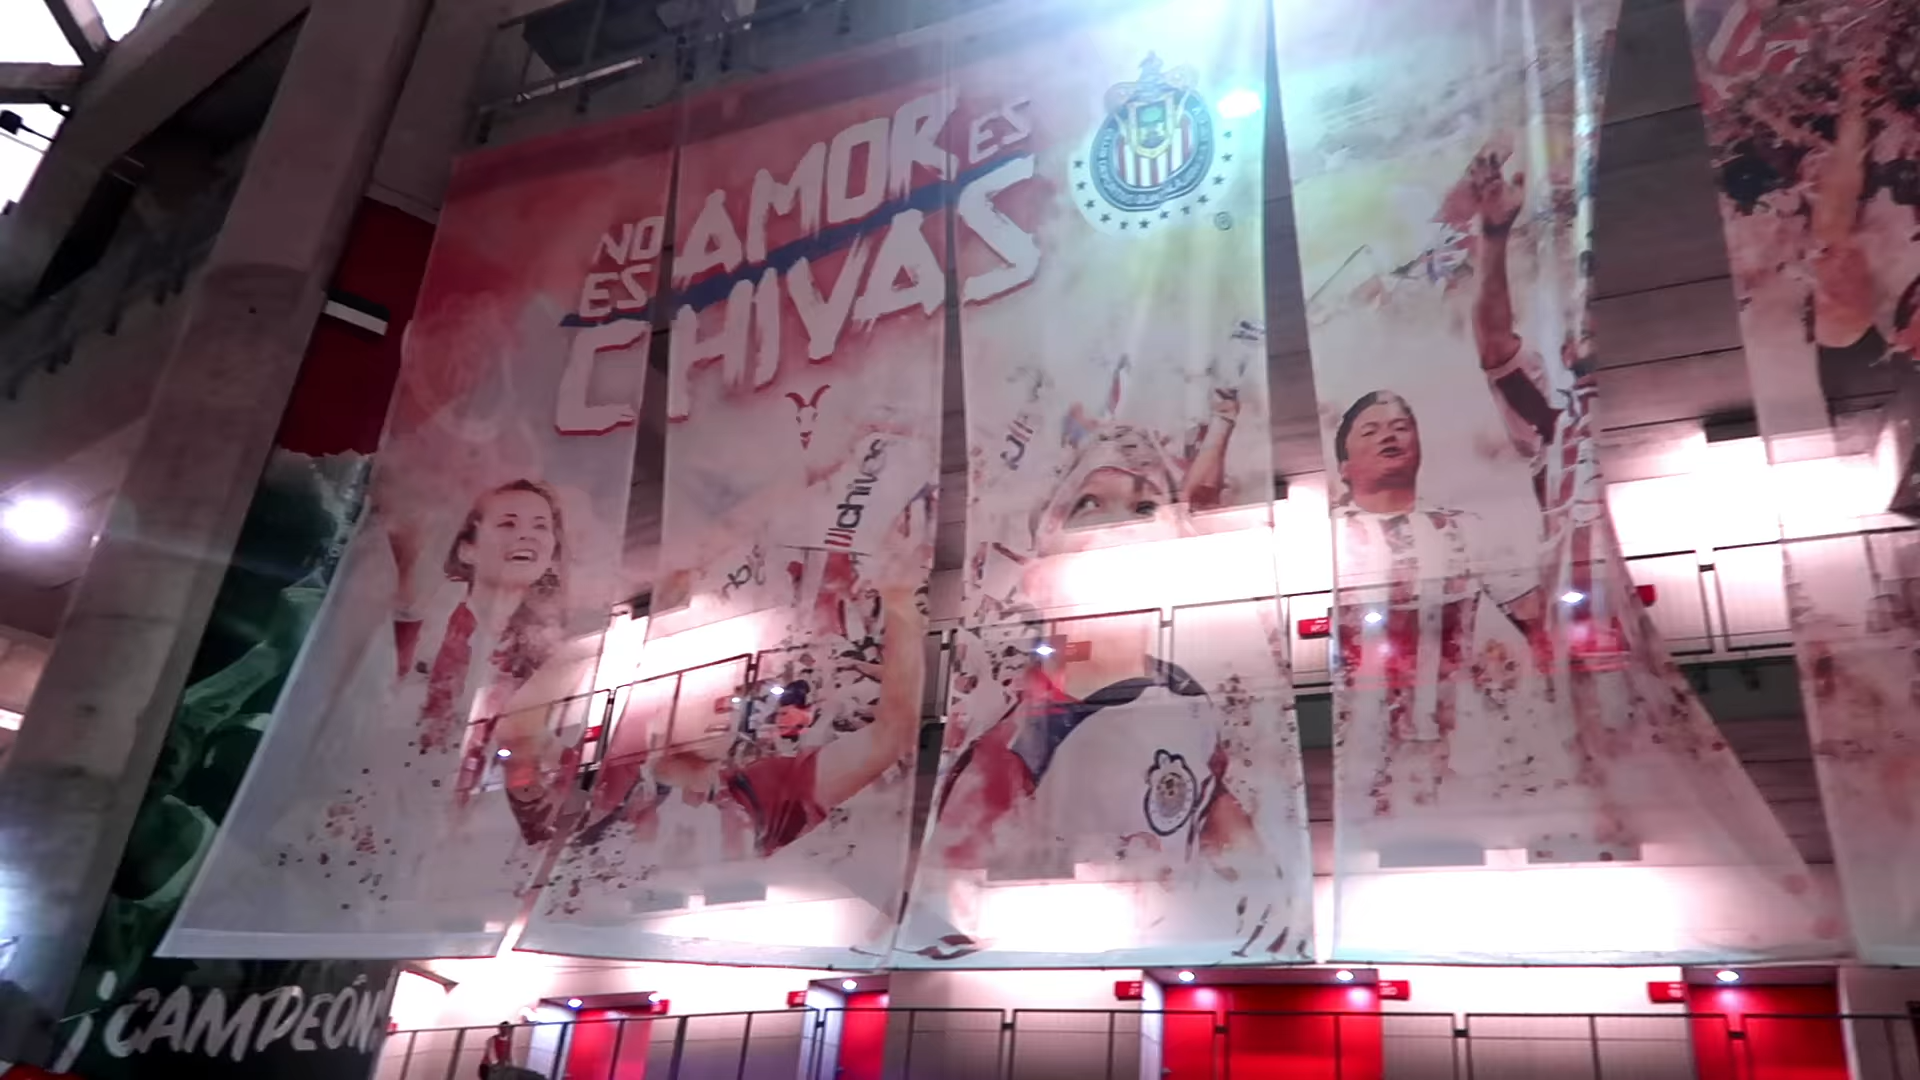 NO ES AMOR ES
CHIVAS
®
chivas
¡CAMPEÓN!